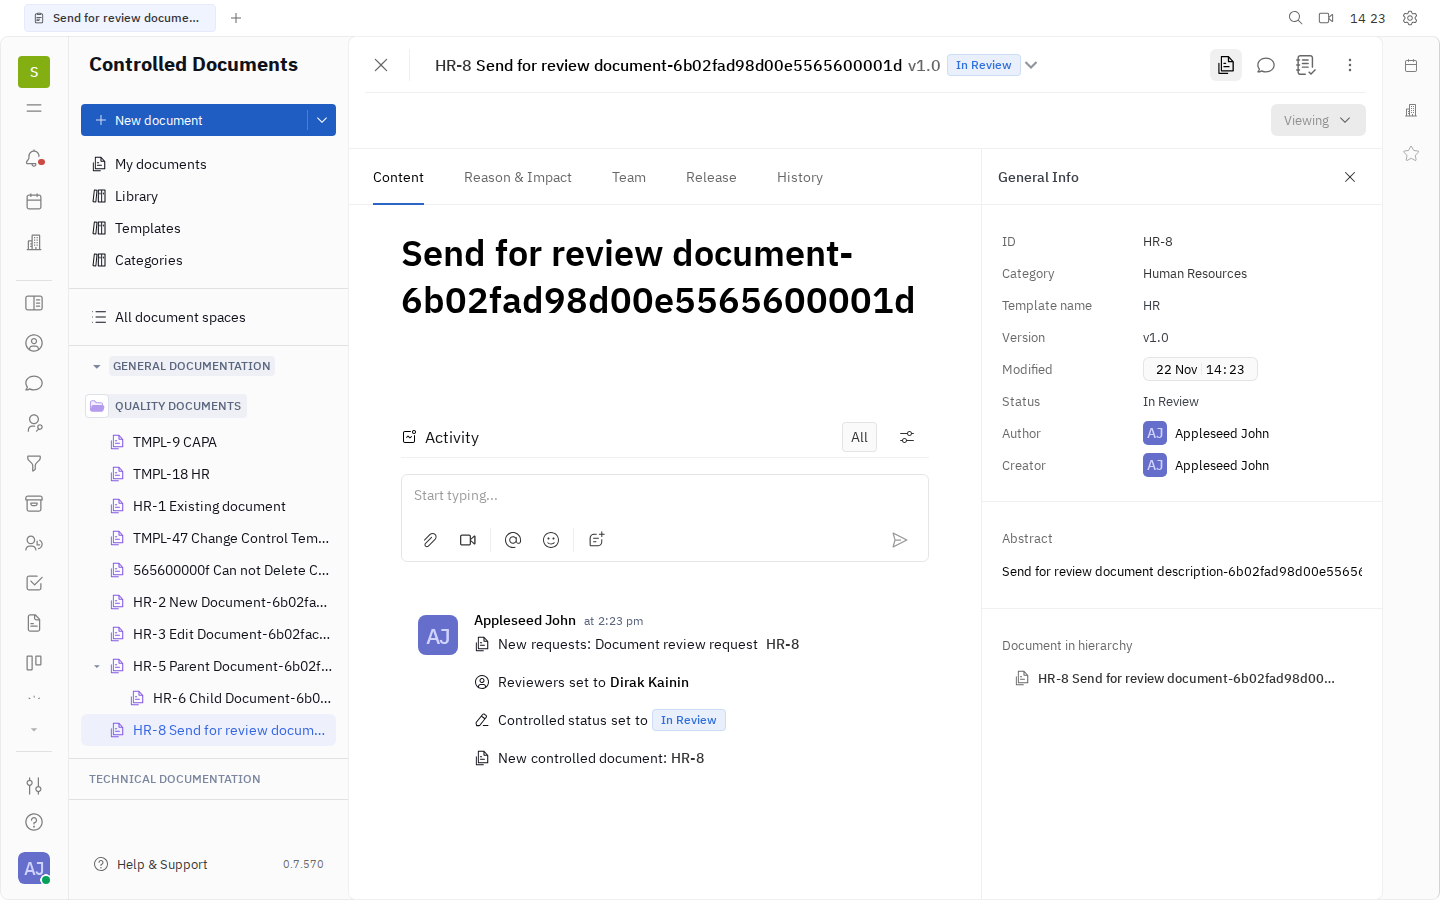 Send for review docume...
14 23
S
Controlled Documents
New document
My documents
Library
Templates
Categories
All document spaces
GENERAL DOCUMENTATION
QUALITY DOCUMENTS
TMPL-9 CAPA
TMPL-18 HR
HR-1 Existing document
TMPL-47 Change Control Tem...
565600000f Can not Delete C...
HR-2 New Document-6b02fa...
HR-3 Edit Document-6b02fac...
HR-5 Parent Document-6b02f...
HR-6 Child Document-6b0...
HR-8 Send for review docum...
TECHNICAL DOCUMENTATION
Help & Support
0.7.570
AJ
HR-8 Send for review document-6b02fad98d00e5565600001d v1.0 In Review
Viewing
Content Reason & Impact Team Release History
Send for review document-
6b02fad98d00e5565600001d
Activity
All
Start typing...
AJ
Appleseed John at 2:23 pm
New requests: Document review request HR-8
Reviewers set to Dirak Kainin
Controlled status set to In Review
New controlled document: HR-8
General Info
ID HR-8
Category Human Resources
Template name HR
Version v1.0
Modified 22 Nov 14:23
Status In Review
Author AJ Appleseed John
Creator AJ Appleseed John
Abstract
Send for review document description-6b02fad98d00e55656
Document in hierarchy
HR-8 Send for review document-6b02fad98d00...